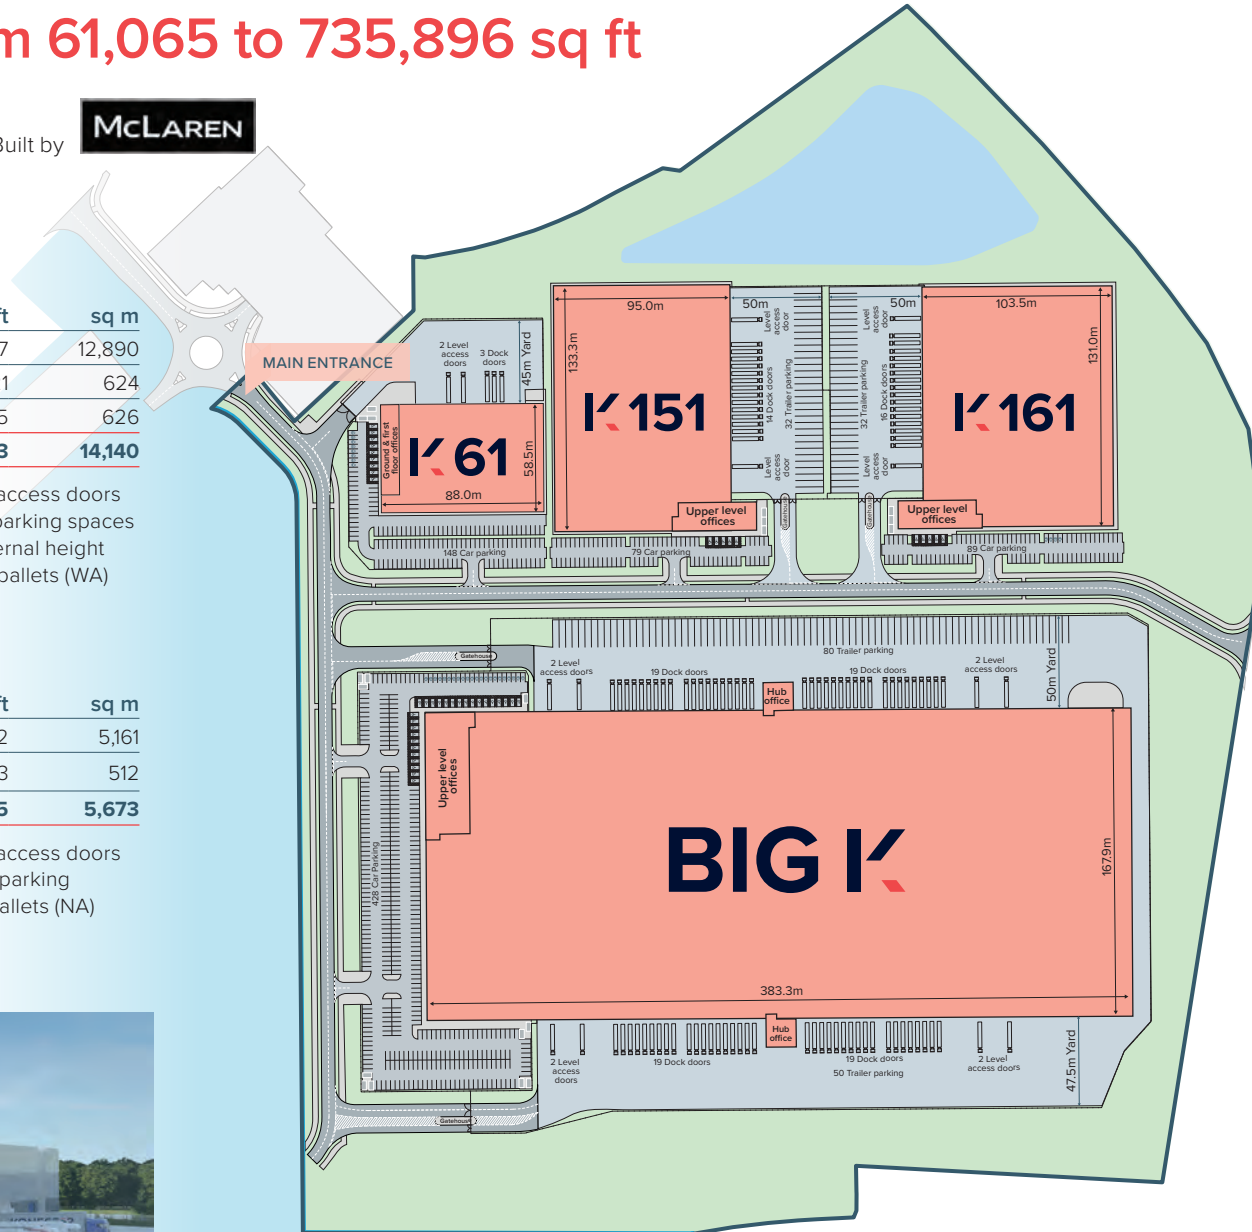 m 61,065 to 735,896 sq ft
Built by
McLAREN
ft sq m
7 12,890
1 624
5 626
3 14,140
access doors
parking spaces
ernal height
pallets (WA)
ft sq m
2 5,161
3 512
5 5,673
access doors
parking
allets (NA)
MAIN ENTRANCE
2 Level
access
doors
3 Dock
doors
45m Yard
Ground & first
floor offices
K 61
58.5m
88.0m
148 Car parking
95.0m
133.3m
K 151
Upper level
offices
79 Car parking
50m
Level
access
door
14 Dock doors
32 Trailer parking
Level
access
door
Gatehouse
50m
Level
access
door
32 Trailer parking
16 Dock doors
Level
access
door
Gatehouse
103.5m
131.0m
K 161
Upper level
offices
89 Car parking
Gatehouse
80 Trailer parking
2 Level
access doors
19 Dock doors
Hub
office
19 Dock doors
2 Level
access doors
50m Yard
Upper level
offices
428 Car Parking
BIG K
167.9m
383.3m
2 Level
access
doors
19 Dock doors
Hub
office
19 Dock doors
50 Trailer parking
2 Level
access doors
47.5m Yard
Gatehouse